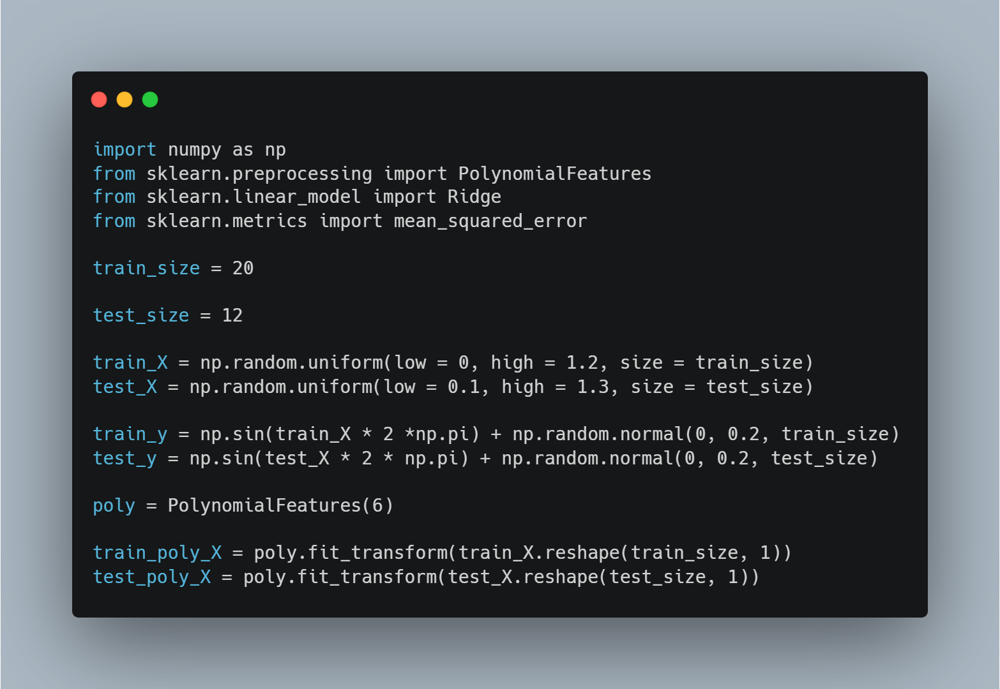 import numpy as np
from sklearn.preprocessing import PolynomialFeatures
from sklearn.linear_model import Ridge
from sklearn.metrics import mean_squared_error
train_size = 20
test_size = 12
train_X = np.random.uniform(low = 0, high = 1.2, size = train_size)
test_X = np.random.uniform(low = 0.1, high = 1.3, size = test_size)
train_y = np.sin(train_X * 2 *np.pi) + np.random.normal(0, 0.2, train_size)
test_y = np.sin(test_X * 2 * np.pi) + np.random.normal(0, 0.2, test_size)
poly = PolynomialFeatures(6)
train_poly_X = poly.fit_transform(train_X.reshape(train_size, 1))
test_poly_X = poly.fit_transform(test_X.reshape(test_size, 1))